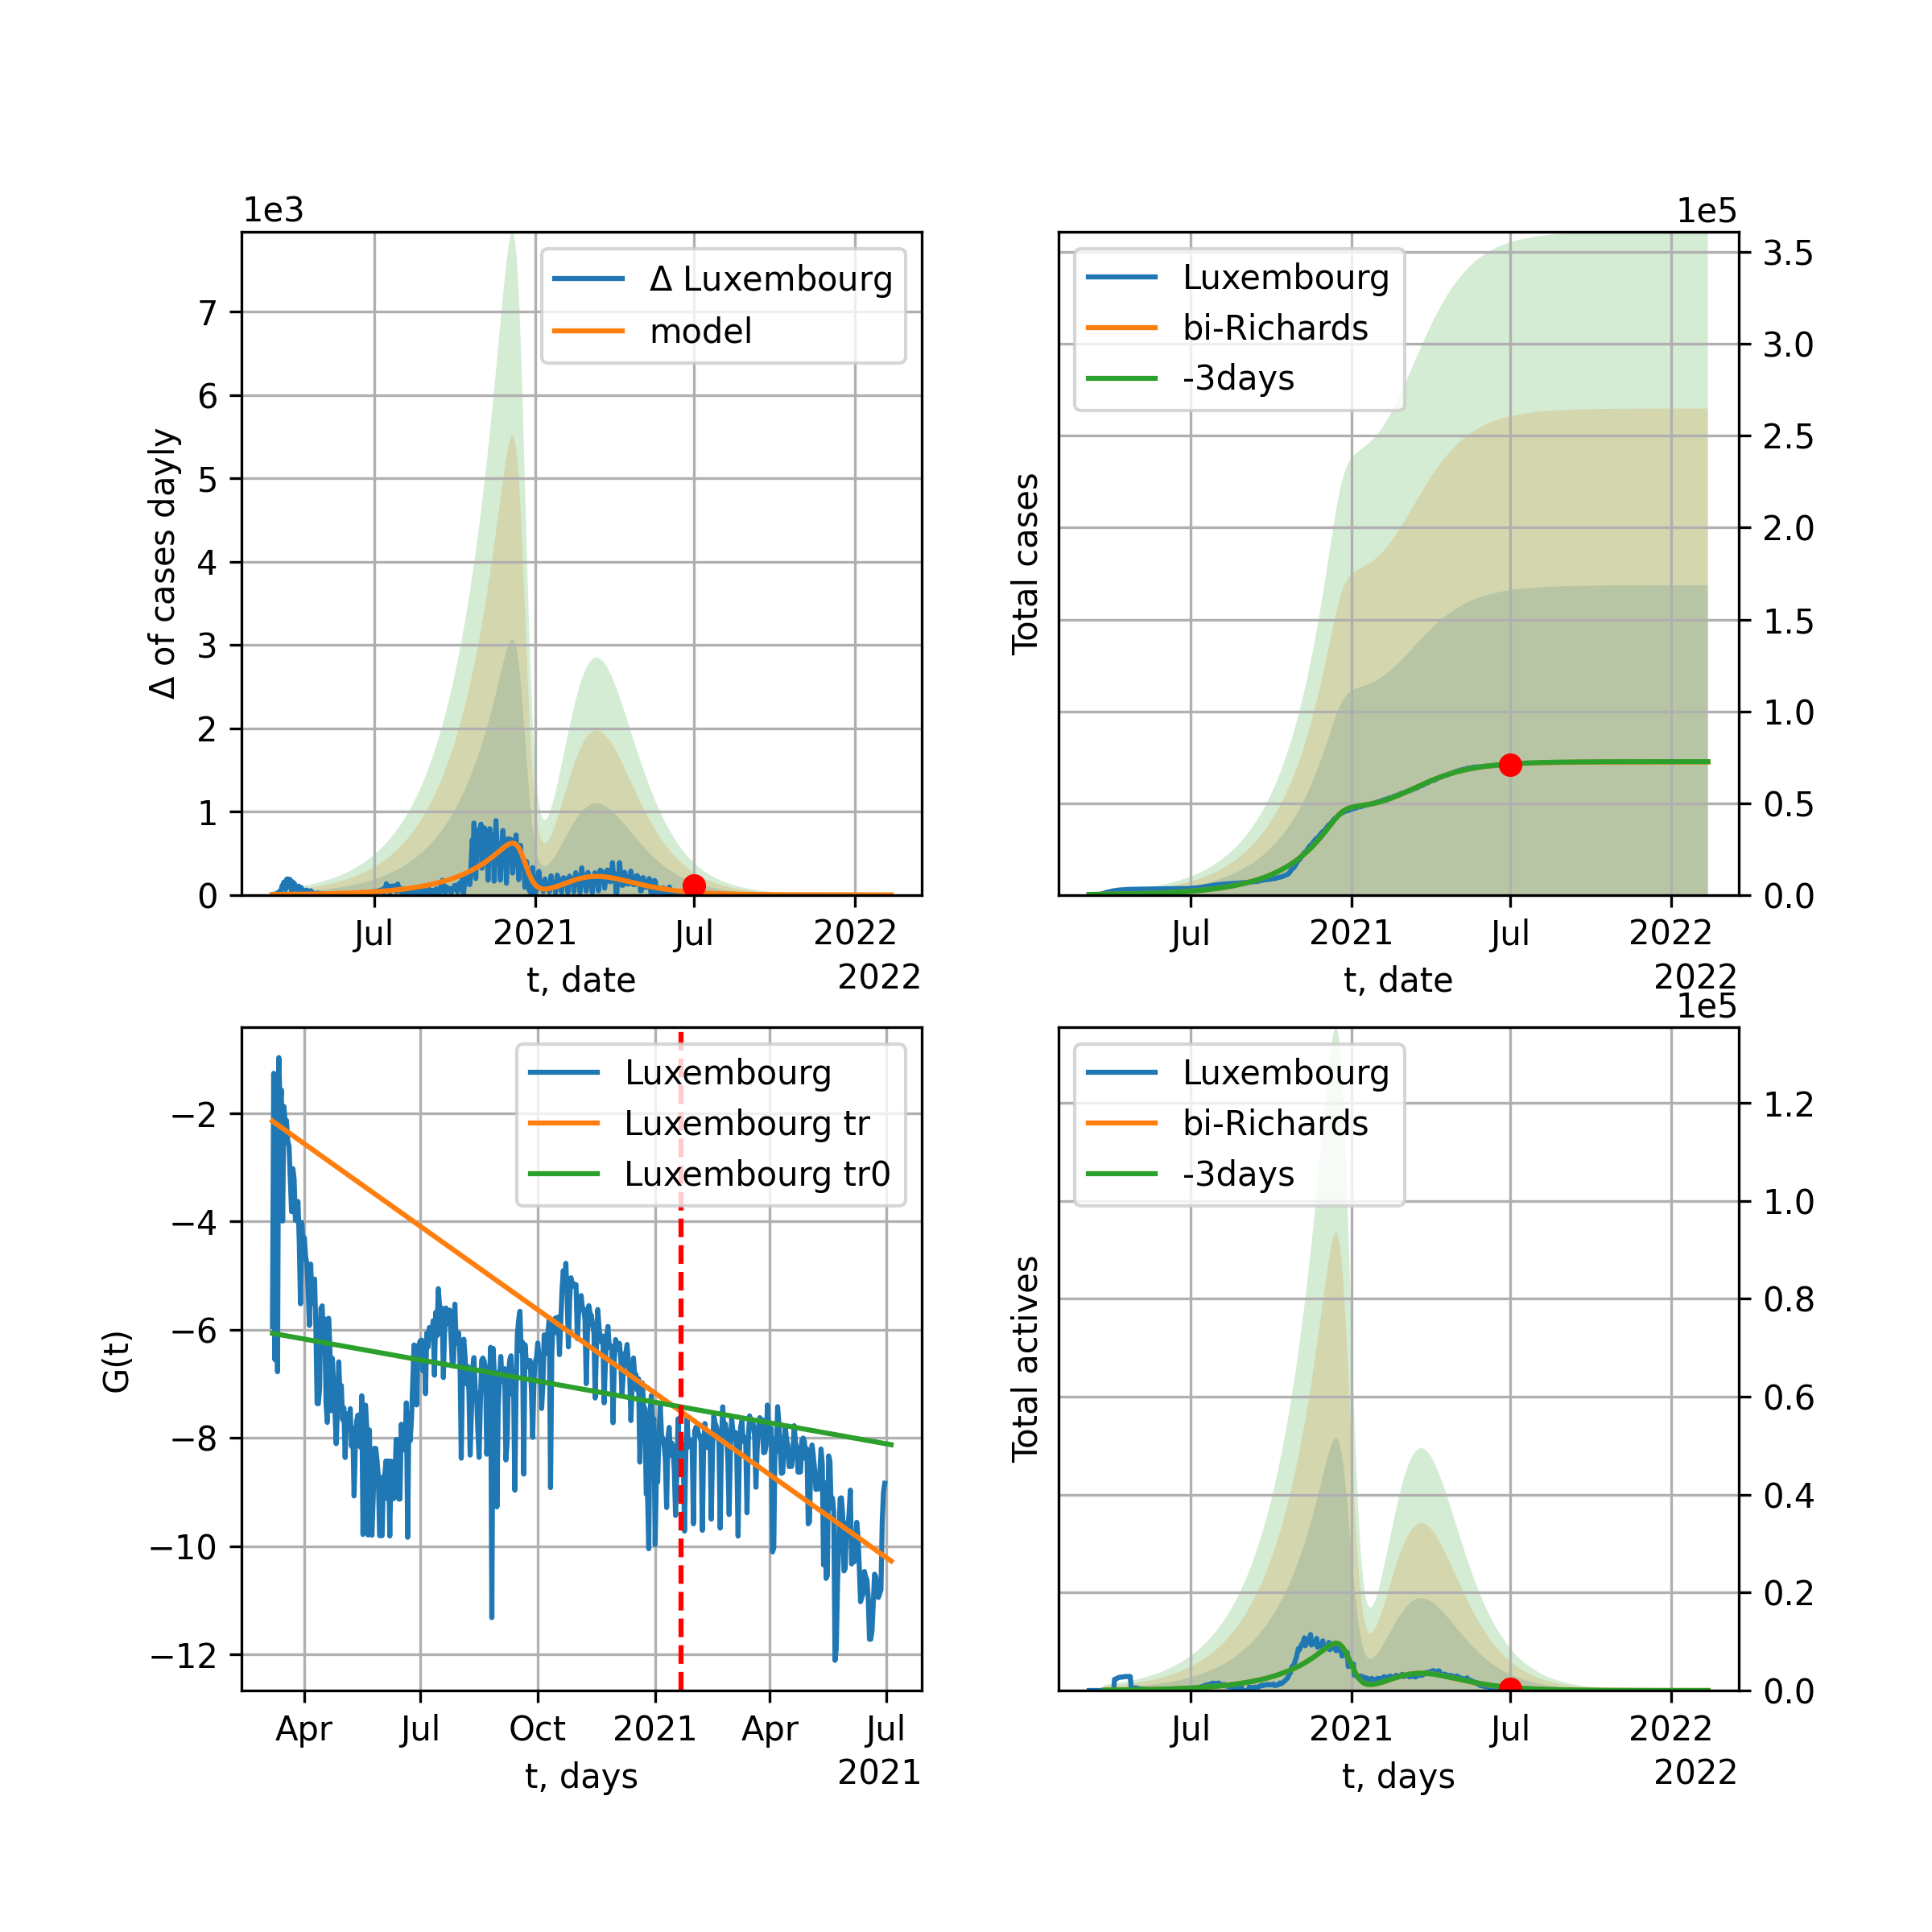 1e3
Δ of cases dayly
7
6
5
4
3
2
1
0
Δ Luxembourg
model
Jul
2021
Jul
2022
t, date
2022
1e5
Total cases
Luxembourg
bi-Richards
-3days
3.5
3.0
2.5
2.0
1.5
1.0
0.5
0.0
Jul
2021
Jul
2022
t, date
2022
G(t)
−2
−4
−6
−8
−10
−12
Luxembourg
Luxembourg tr
Luxembourg tr0
Apr
Jul
Oct
2021
Apr
Jul
t, days
2021
1e5
Total actives
Luxembourg
bi-Richards
-3days
1.2
1.0
0.8
0.6
0.4
0.2
0.0
Jul
2021
Jul
2022
t, days
2022